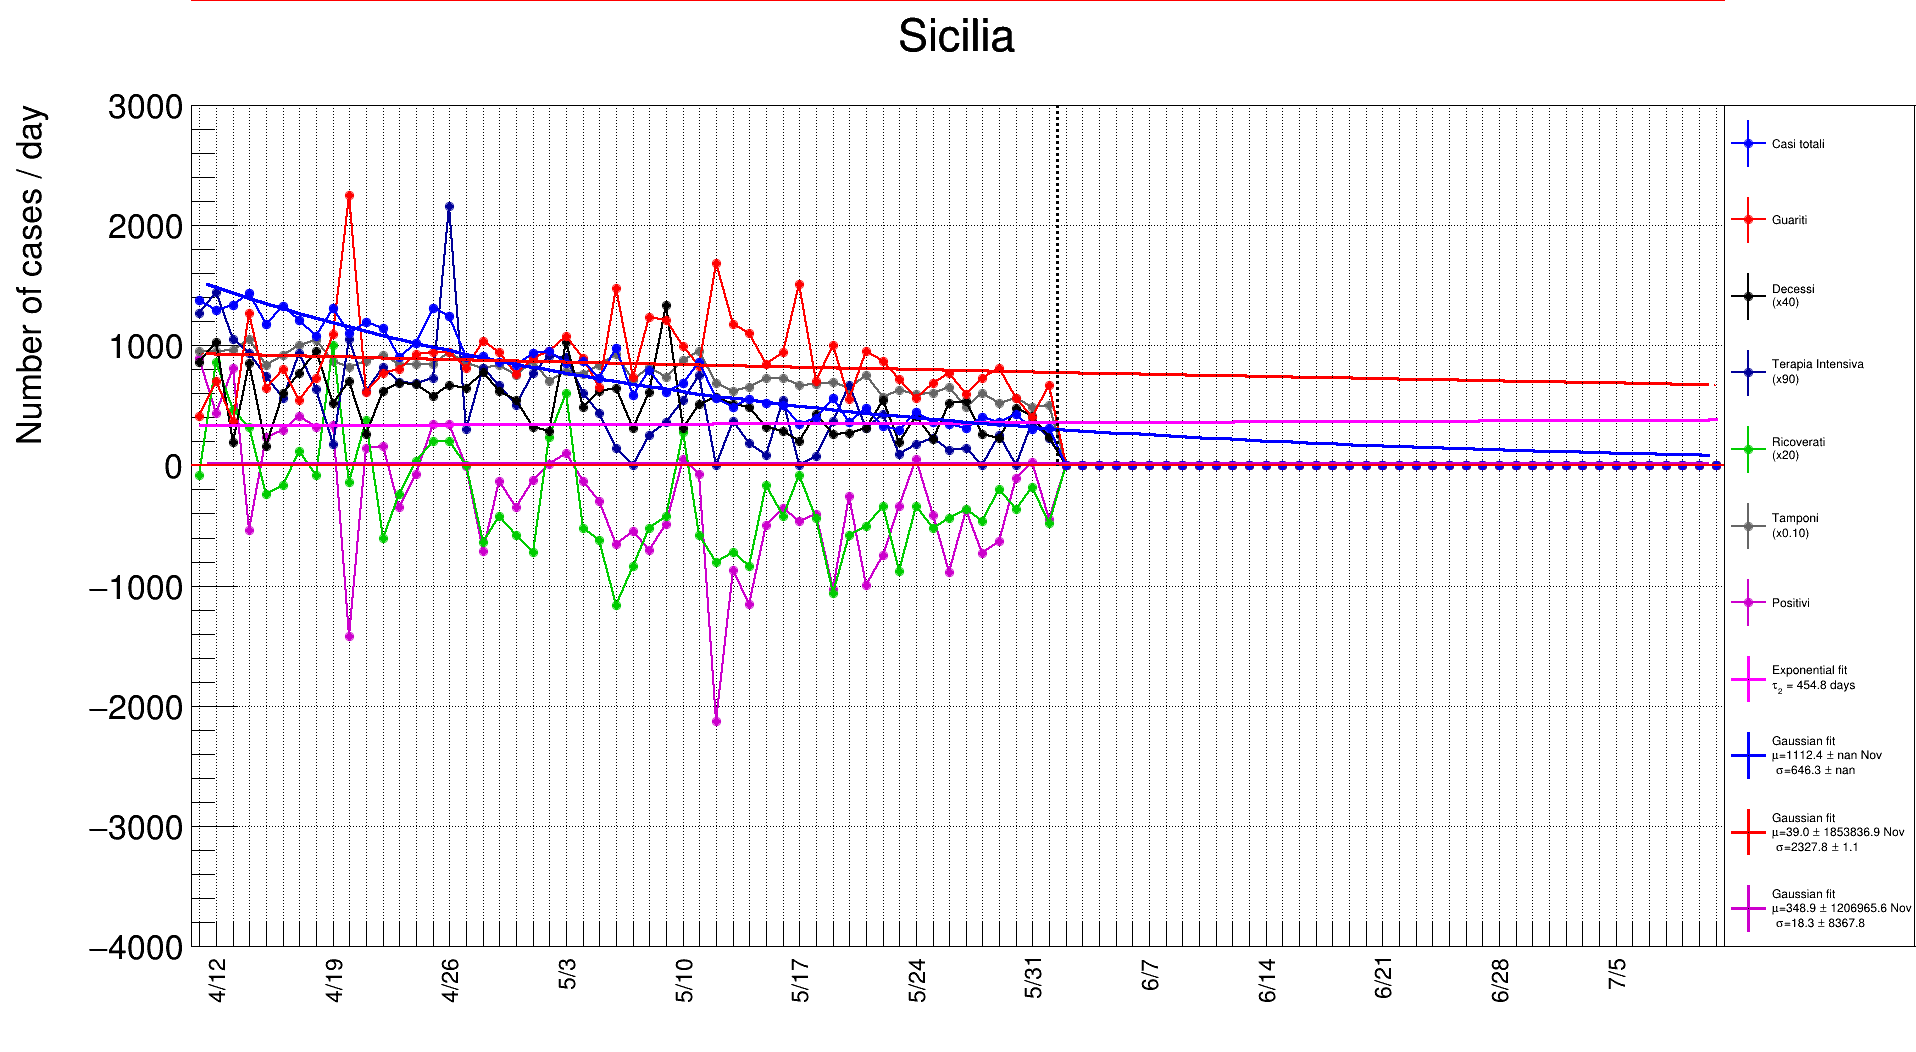 Sicilia
Number of cases / day
3000
2000
1000
0
−1000
−2000
−3000
−4000
4/12
4/19
4/26
5/3
5/10
5/17
5/24
5/31
6/7
6/14
6/21
6/28
7/5
Casi totali
Guariti
Decessi
(x40)
Terapia Intensiva
(x90)
Ricoverati
(x20)
Tamponi
(x0.10)
Positivi
Exponential fit
τ2 = 454.8 days
Gaussian fit
μ=1112.4 ± nan Nov
σ=646.3 ± nan
Gaussian fit
μ=39.0 ± 1853836.9 Nov
σ=2327.8 ± 1.1
Gaussian fit
μ=348.9 ± 1206965.6 Nov
σ=18.3 ± 8367.8